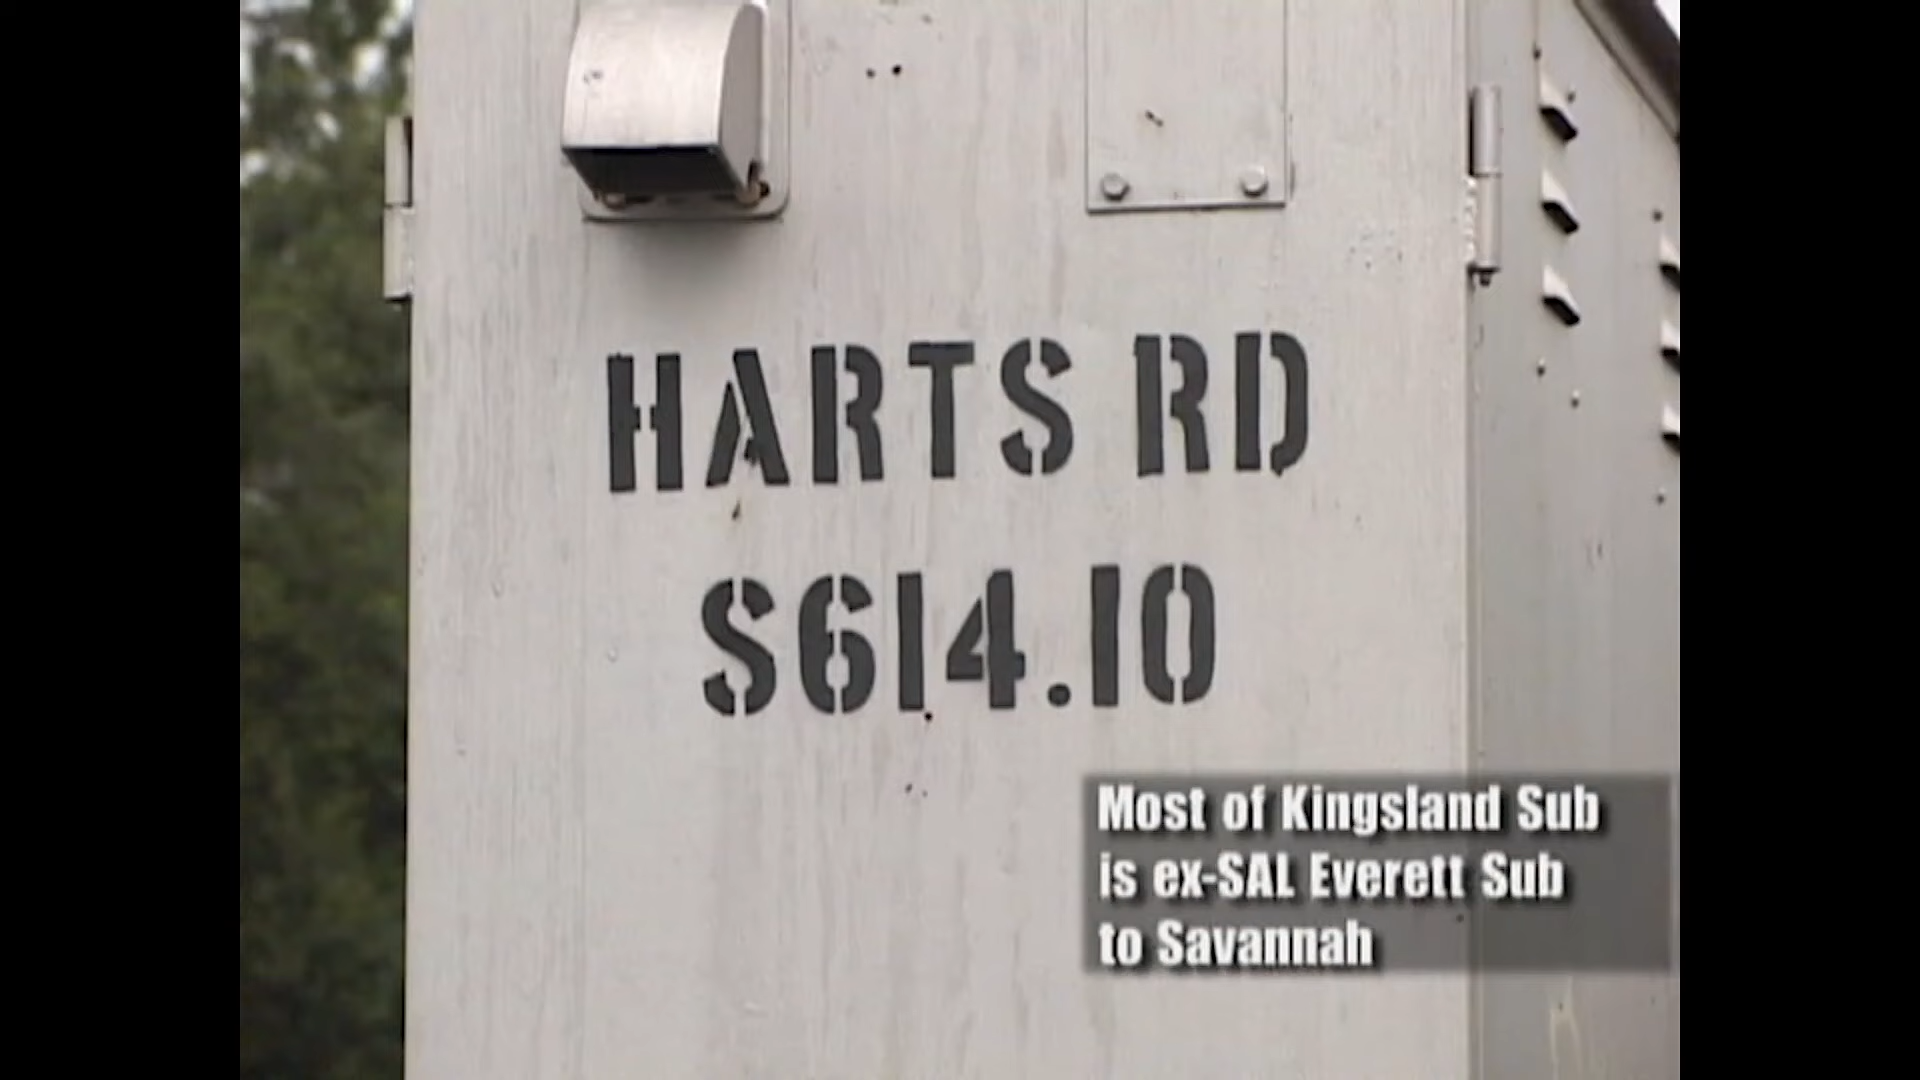 HARTS RD
S614.10
Most of Kingsland Sub
is ex-SAL Everett Sub
to Savannah